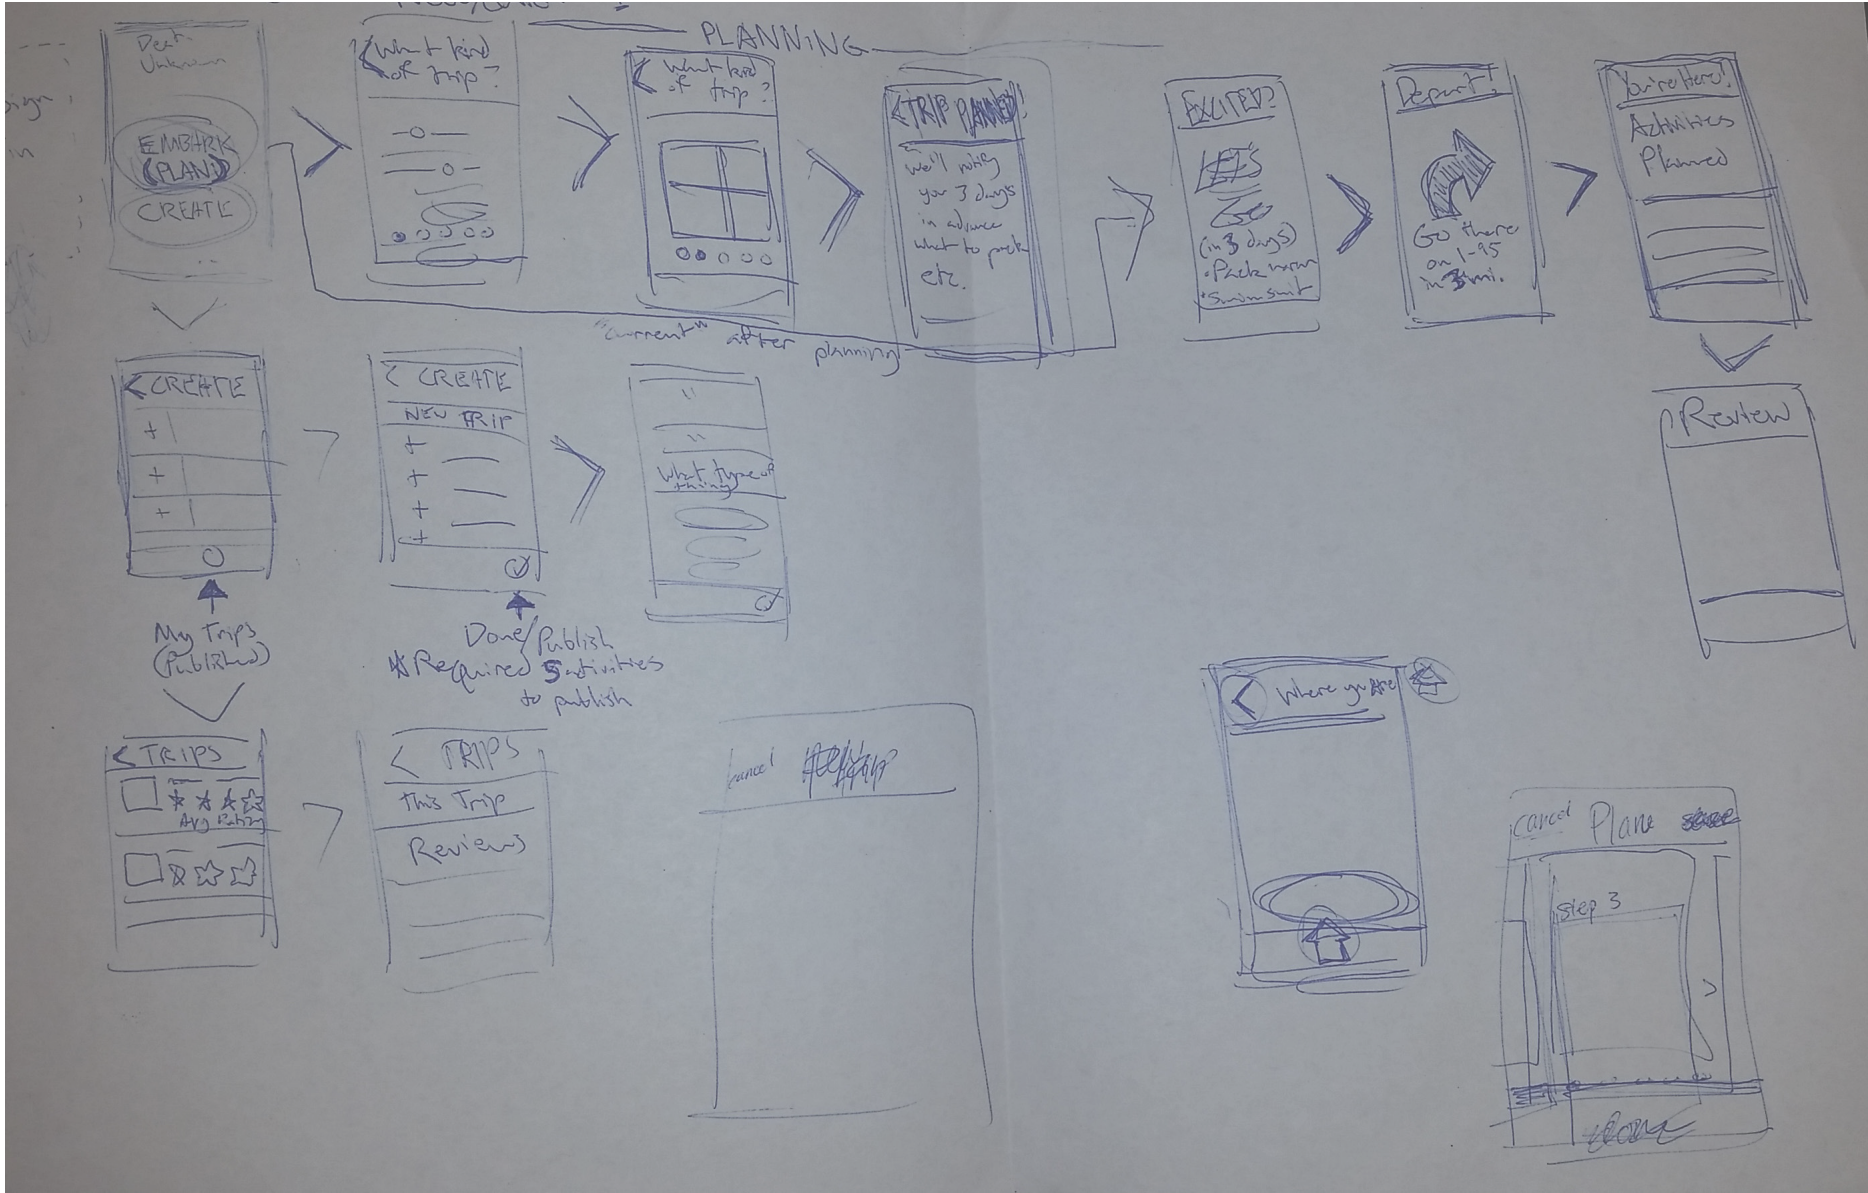 PLANNING
Dest.
Unknown
EMBARK
(PLAN)
CREATE
What kind
of trip?
What kind
of trip?
TRIP PLANNED!
We'll notify
you 3 days
in advance
what to pack
etc.
EXCITED?
LET'S
GO
(in 3 days)
• Pack warm
• Swimsuit
Depart!
Go there
on I-95
in 3 mi.
You're Here!
Activities
Planned
"current" after planning
CREATE
+
+
+
My Trips
(Published)
CREATE
NEW TRIP
+
+
+
+
Done/Publish
*Required 5 activities
to publish
"
"
What type of
thing
Review
TRIPS
Avg Rating
TRIPS
This Trip
Reviews
cancel
Where you are
cancel Plane
Step 3